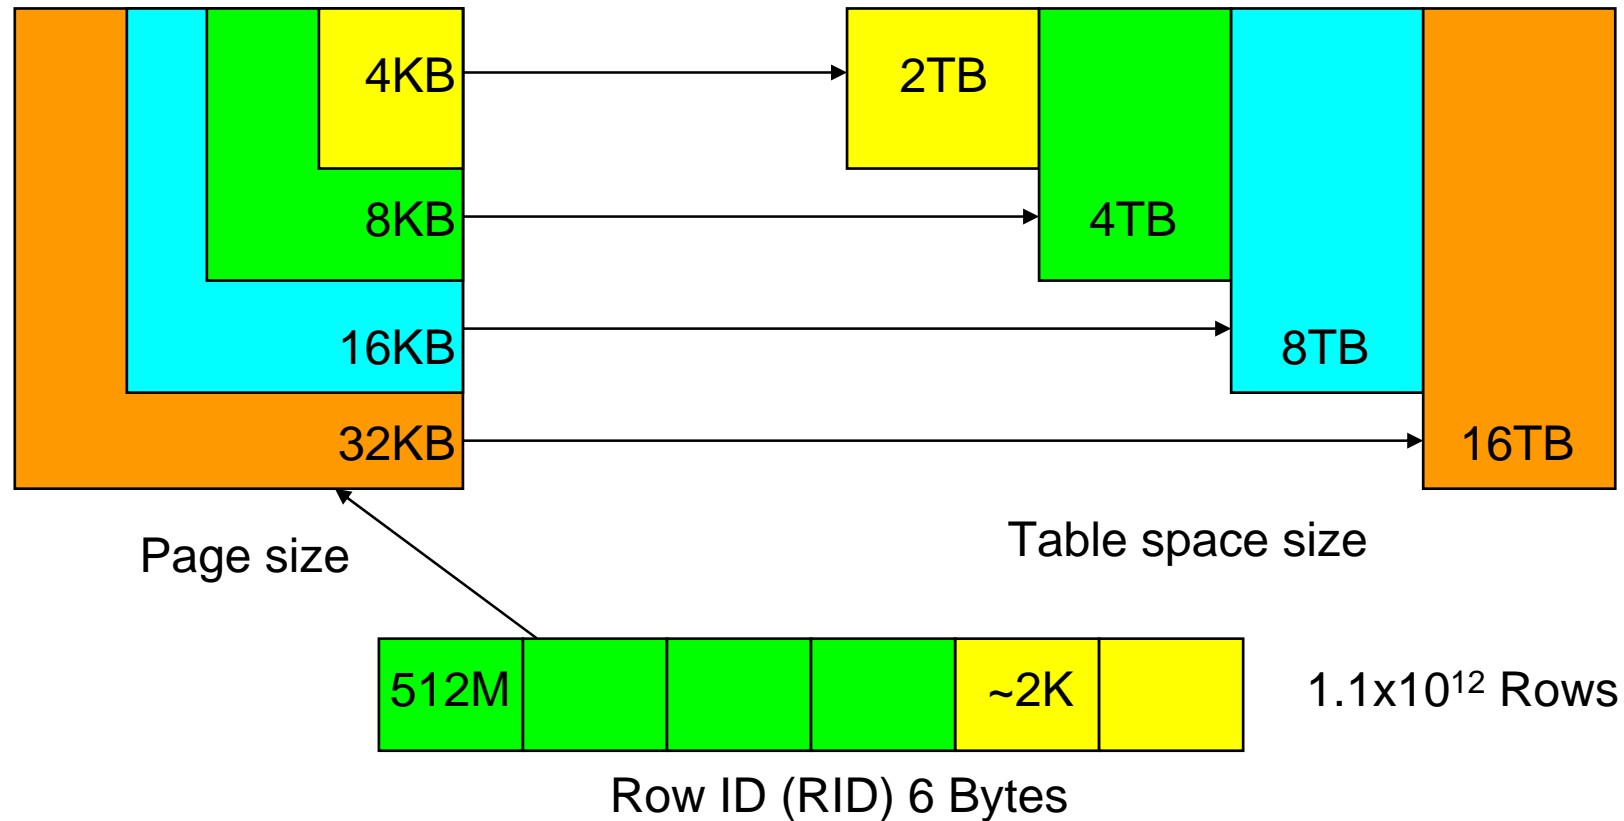 4KB
2TB
8KB
4TB
16KB
8TB
32KB
16TB
Page size
Table space size
512M
~2K
1.1x10¹² Rows
Row ID (RID) 6 Bytes